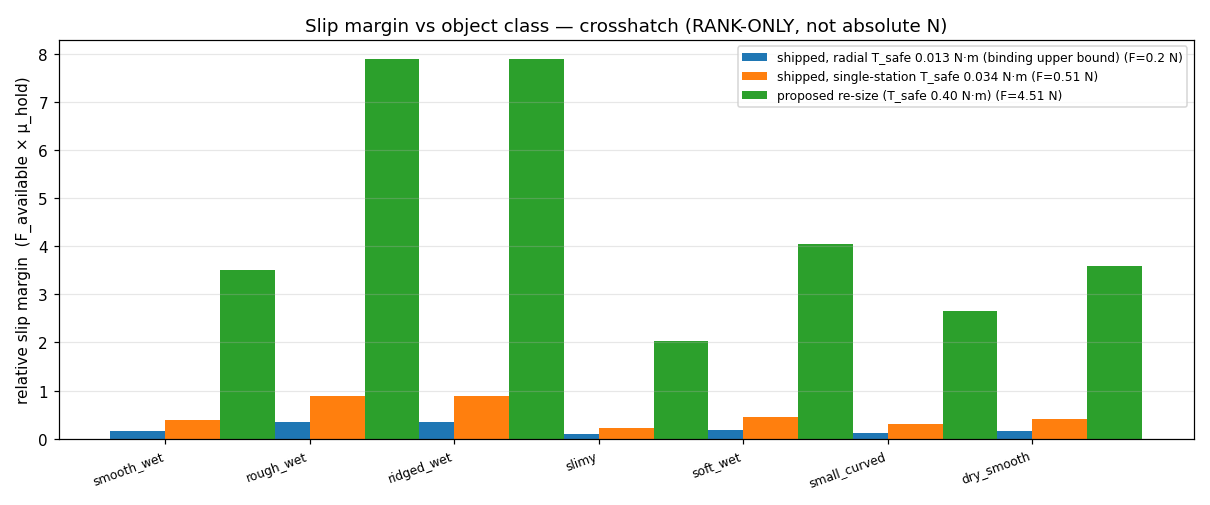 Slip margin vs object class — crosshatch (RANK-ONLY, not absolute N)
relative slip margin (F_available × μ_hold)
8
7
6
5
4
3
2
1
0
shipped, radial T_safe 0.013 N·m (binding upper bound) (F=0.2 N)
shipped, single-station T_safe 0.034 N·m (F=0.51 N)
proposed re-size (T_safe 0.40 N·m) (F=4.51 N)
smooth_wet
rough_wet
ridged_wet
slimy
soft_wet
small_curved
dry_smooth